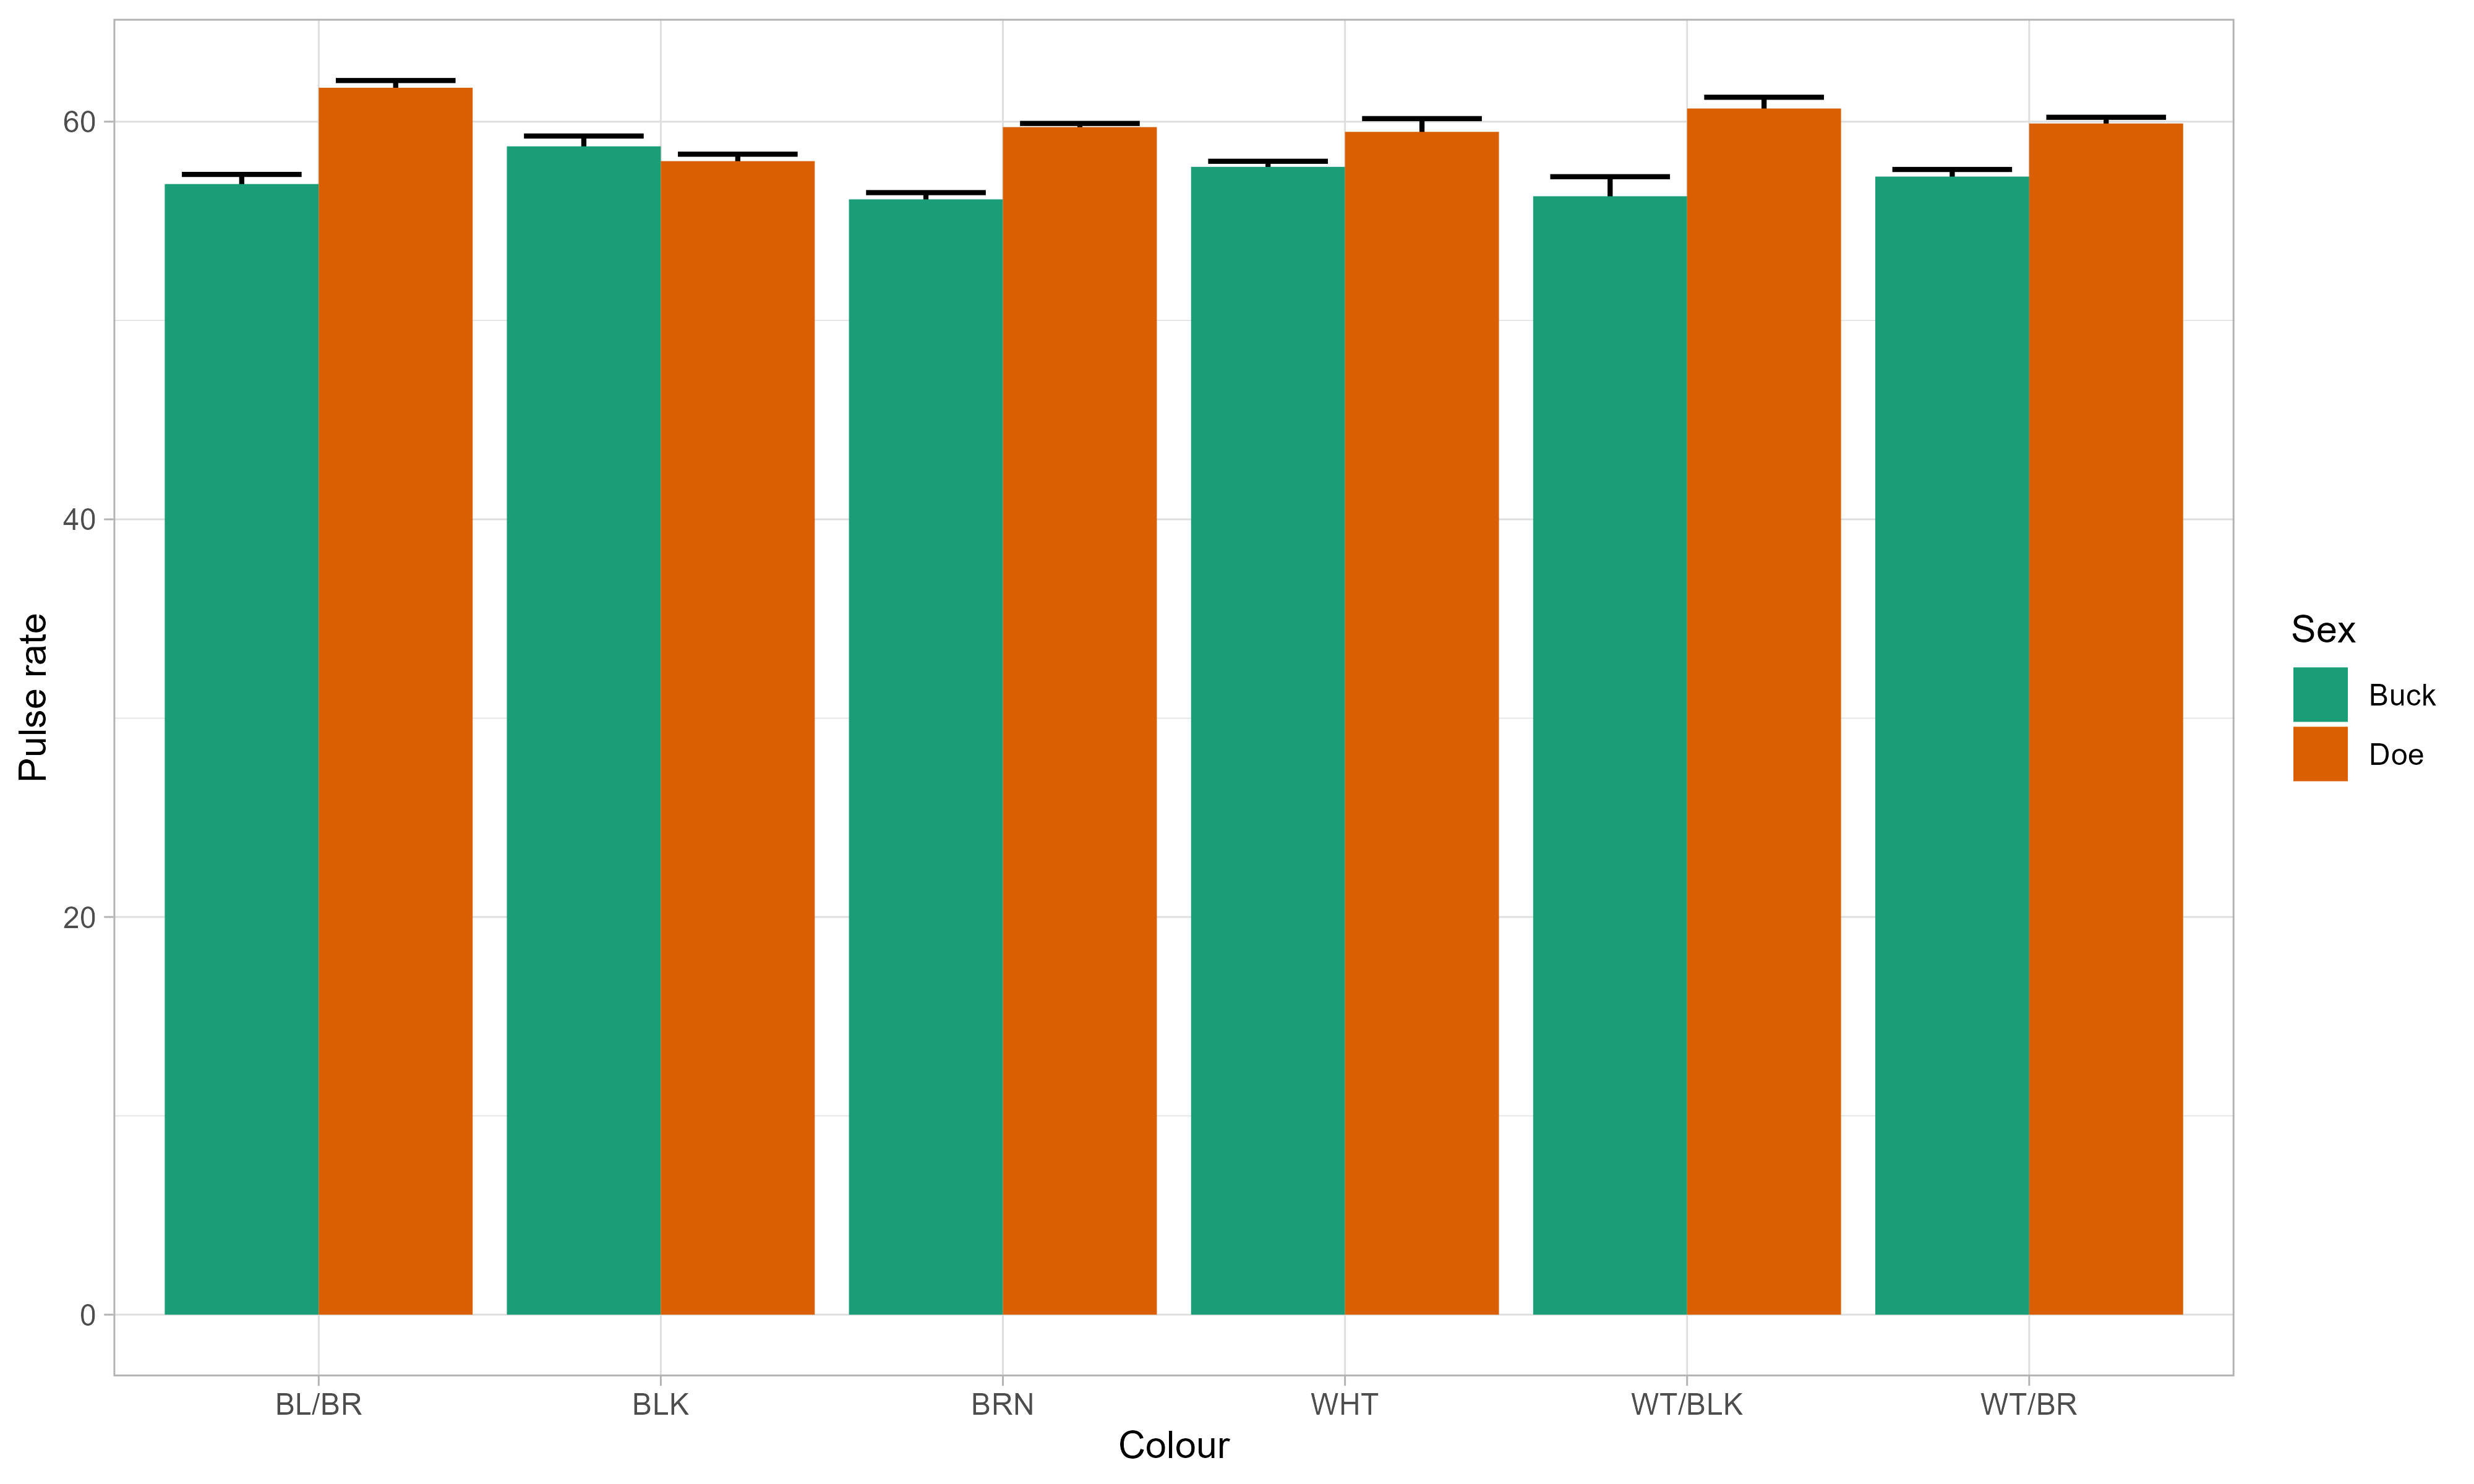 60
40
20
0
Pulse rate
BL/BR
BLK
BRN
WHT
WT/BLK
WT/BR
Colour
Sex
Buck
Doe